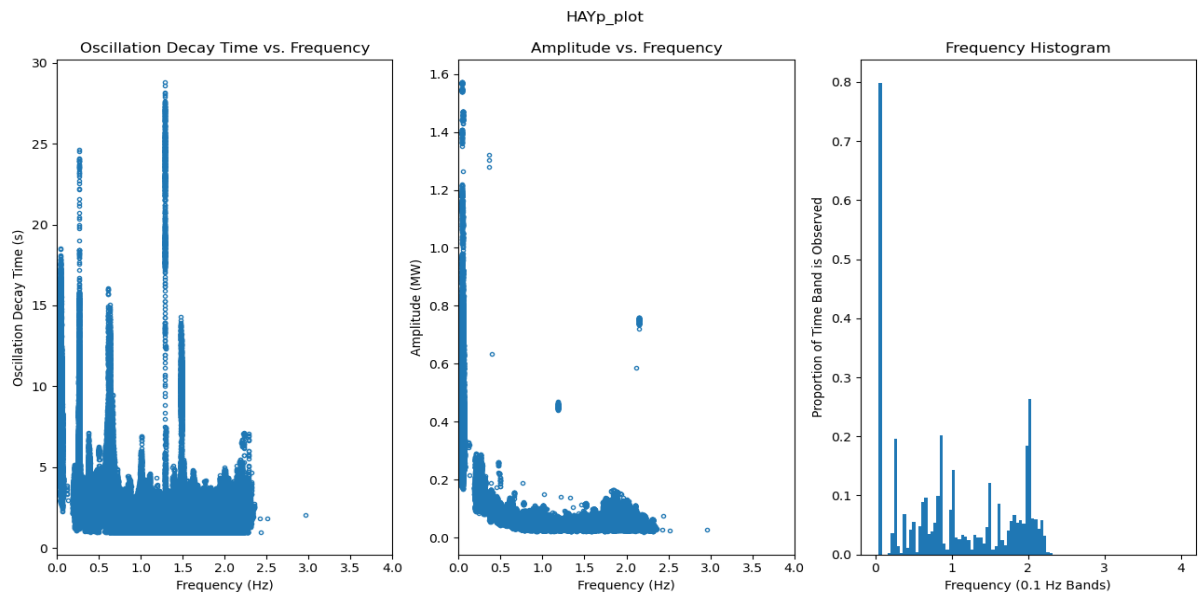 HAYp_plot
Oscillation Decay Time vs. Frequency
Oscillation Decay Time (s)
30
25
20
15
10
5
0
0.0 0.5 1.0 1.5 2.0 2.5 3.0 3.5 4.0
Frequency (Hz)
Amplitude vs. Frequency
Amplitude (MW)
1.6
1.4
1.2
1.0
0.8
0.6
0.4
0.2
0.0
0.0 0.5 1.0 1.5 2.0 2.5 3.0 3.5 4.0
Frequency (Hz)
Frequency Histogram
Proportion of Time Band is Observed
0.8
0.7
0.6
0.5
0.4
0.3
0.2
0.1
0.0
0 1 2 3 4
Frequency (0.1 Hz Bands)